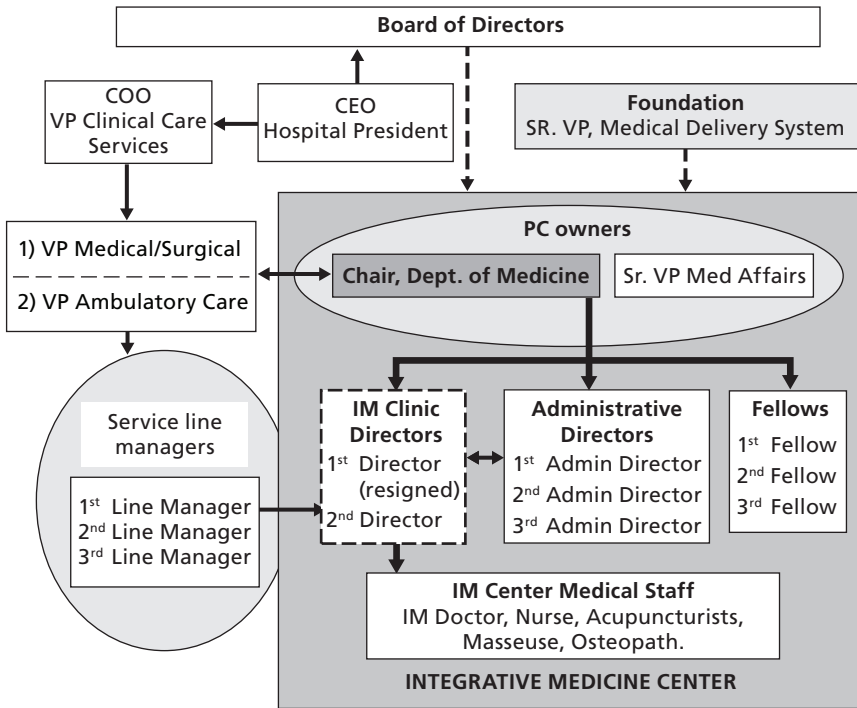 Board of Directors
COO
VP Clinical Care
Services
CEO
Hospital President
Foundation
SR. VP, Medical Delivery System
1) VP Medical/Surgical
2) VP Ambulatory Care
PC owners
Chair, Dept. of Medicine
Sr. VP Med Affairs
Service line
managers
1st Line Manager
2nd Line Manager
3rd Line Manager
IM Clinic
Directors
1st Director
(resigned)
2nd Director
Administrative
Directors
1st Admin Director
2nd Admin Director
3rd Admin Director
Fellows
1st Fellow
2nd Fellow
3rd Fellow
IM Center Medical Staff
IM Doctor, Nurse, Acupuncturists,
Masseuse, Osteopath.
INTEGRATIVE MEDICINE CENTER